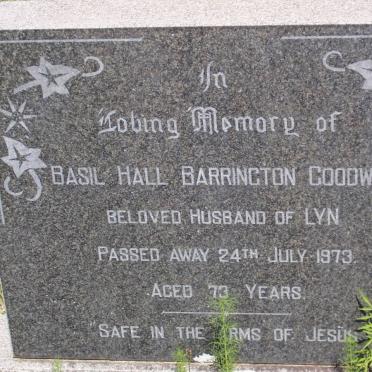 In
Loving Memory of
BASIL HALL BARRINGTON GOODW
BELOVED HUSBAND OF LYN
PASSED AWAY 24TH JULY 1973.
AGED 73 YEARS.
"SAFE IN THE ARMS OF JESUS